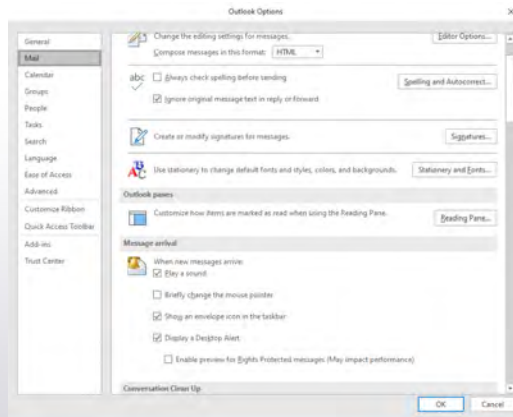 Outlook Options
General
Mail
Calendar
Groups
People
Tasks
Search
Language
Ease of Access
Advanced
Customize Ribbon
Quick Access Toolbar
Add-ins
Trust Center
Change the editing settings for messages.
Editor Options...
Compose messages in this format: HTML
abc
Always check spelling before sending
Spelling and Autocorrect...
Ignore original message text in reply or forward
Create or modify signatures for messages.
Signatures...
Use stationery to change default fonts and styles, colors, and backgrounds.
Stationery and Fonts...
Outlook panes
Customize how items are marked as read when using the Reading Pane.
Reading Pane...
Message arrival
When new messages arrive:
Play a sound
Briefly change the mouse pointer
Show an envelope icon in the taskbar
Display a Desktop Alert
Enable preview for Rights Protected messages (May impact performance)
Conversation Clean Up
OK
Cancel